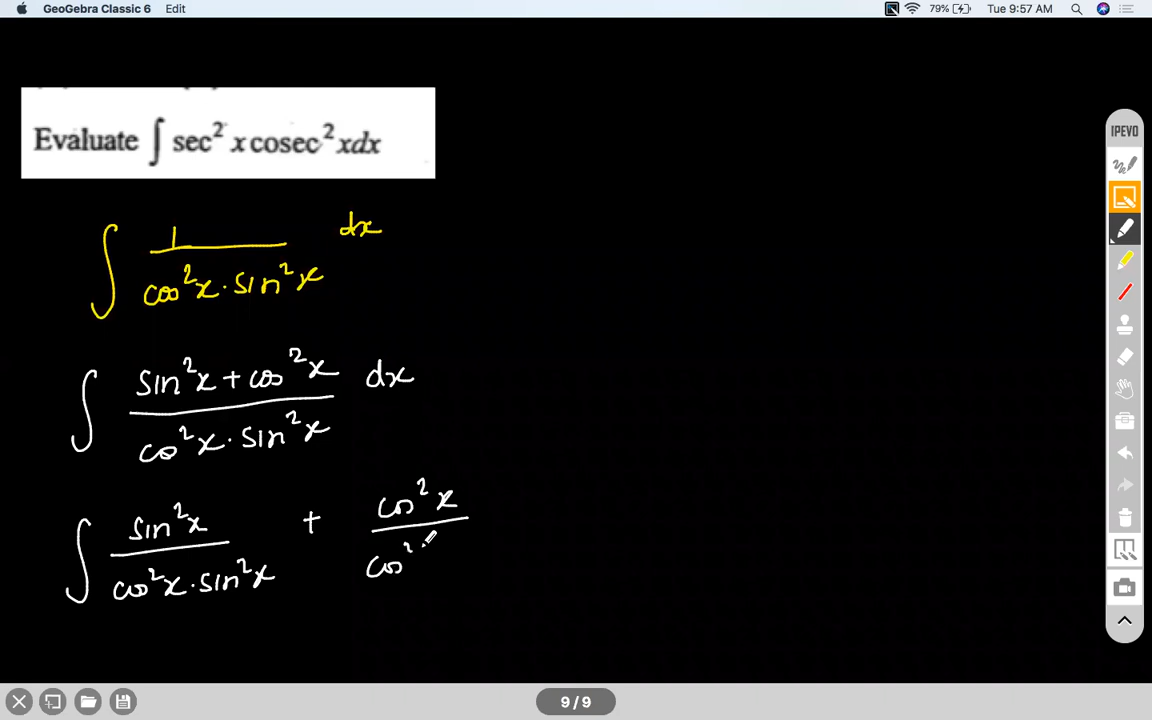 GeoGebra Classic 6 Edit 79% Tue 9:57 AM
Evaluate ∫ sec² x cosec² xdx
IPEVO
∫ 1/(cos²x · sin²x) dx
∫ (sin²x + cos²x)/(cos²x · sin²x) dx
∫ sin²x/(cos²x · sin²x) + cos²x/cos²
9 / 9